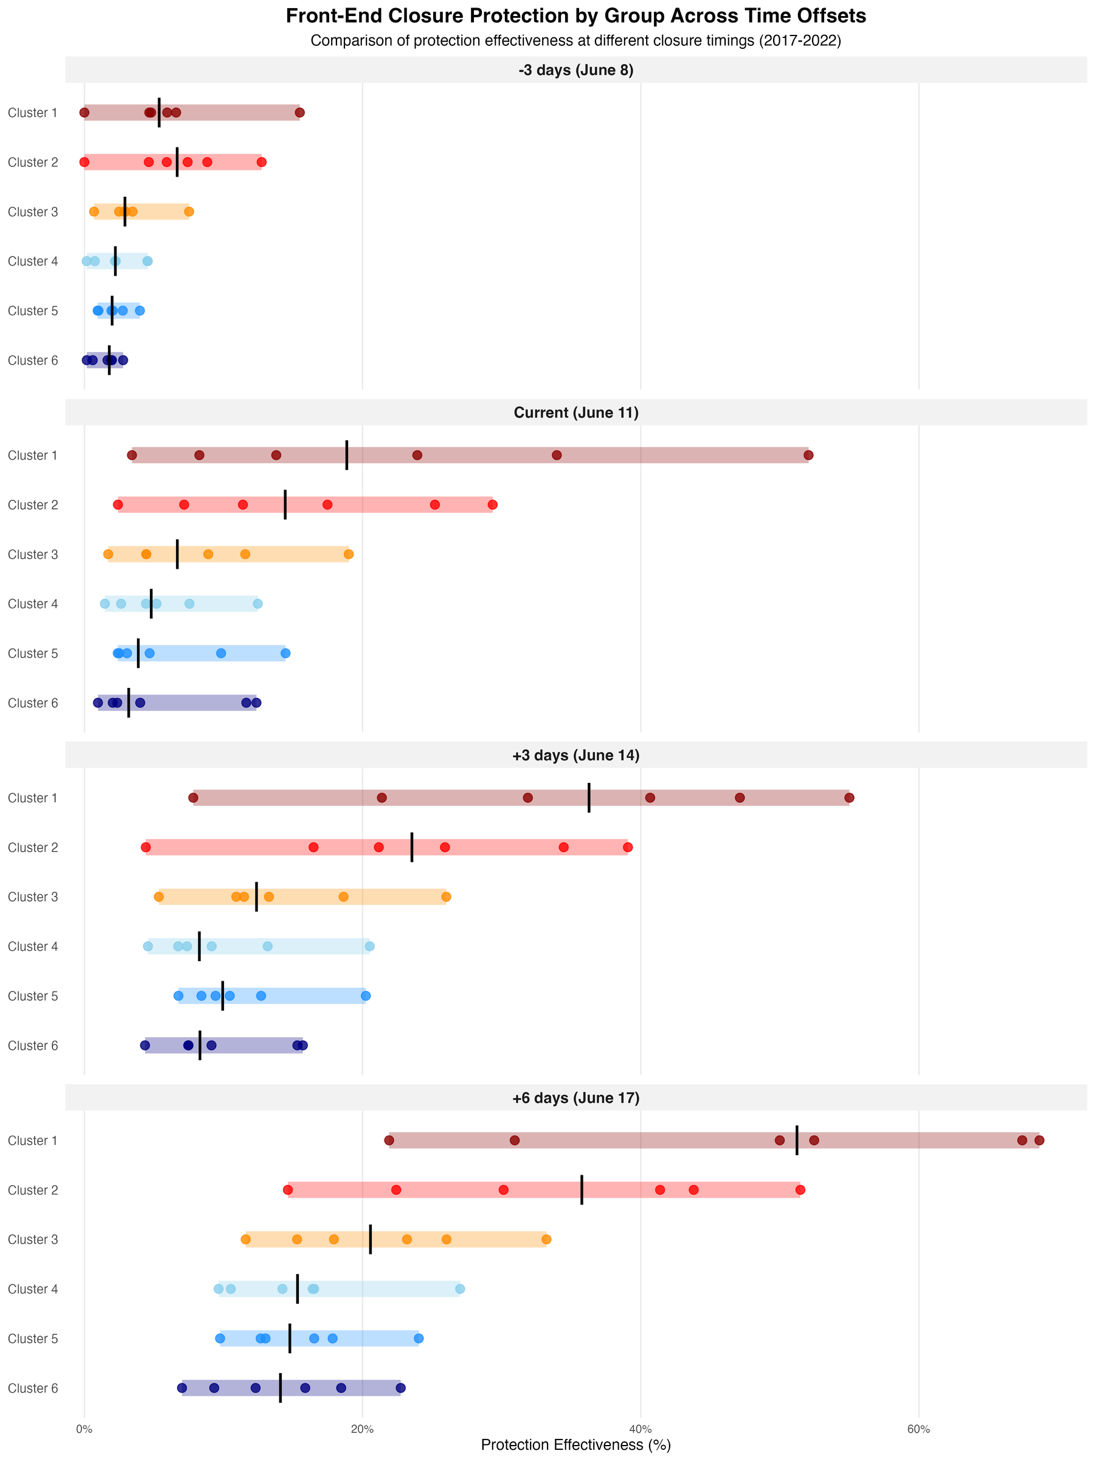 Front-End Closure Protection by Group Across Time Offsets
Comparison of protection effectiveness at different closure timings (2017-2022)
-3 days (June 8)
Cluster 1
Cluster 2
Cluster 3
Cluster 4
Cluster 5
Cluster 6
Current (June 11)
Cluster 1
Cluster 2
Cluster 3
Cluster 4
Cluster 5
Cluster 6
+3 days (June 14)
Cluster 1
Cluster 2
Cluster 3
Cluster 4
Cluster 5
Cluster 6
+6 days (June 17)
Cluster 1
Cluster 2
Cluster 3
Cluster 4
Cluster 5
Cluster 6
0% 20% 40% 60%
Protection Effectiveness (%)